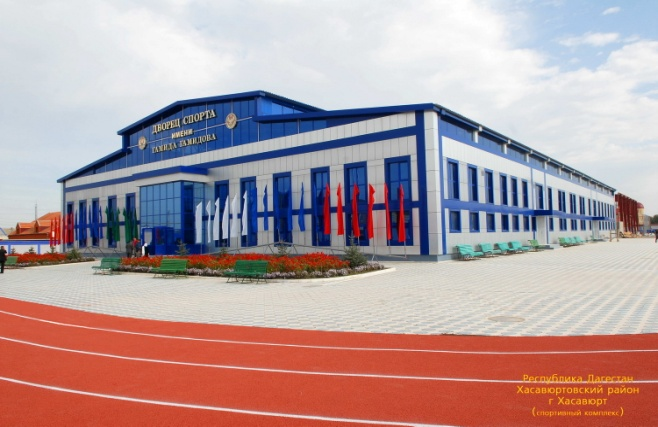 ДВОРЕЦ СПОРТА
ИМЕНИ
ГАМИДА ГАМИДОВА
Республика Дагестан
Хасавюртовский район
г Хасавюрт
(спортивный комплекс)